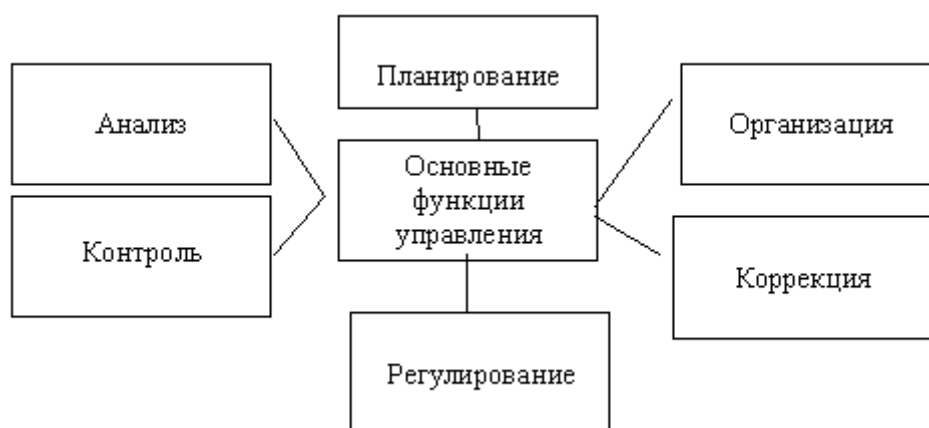 Планирование
Анализ
Организация
Основные
функции
управления
Контроль
Коррекция
Регулирование